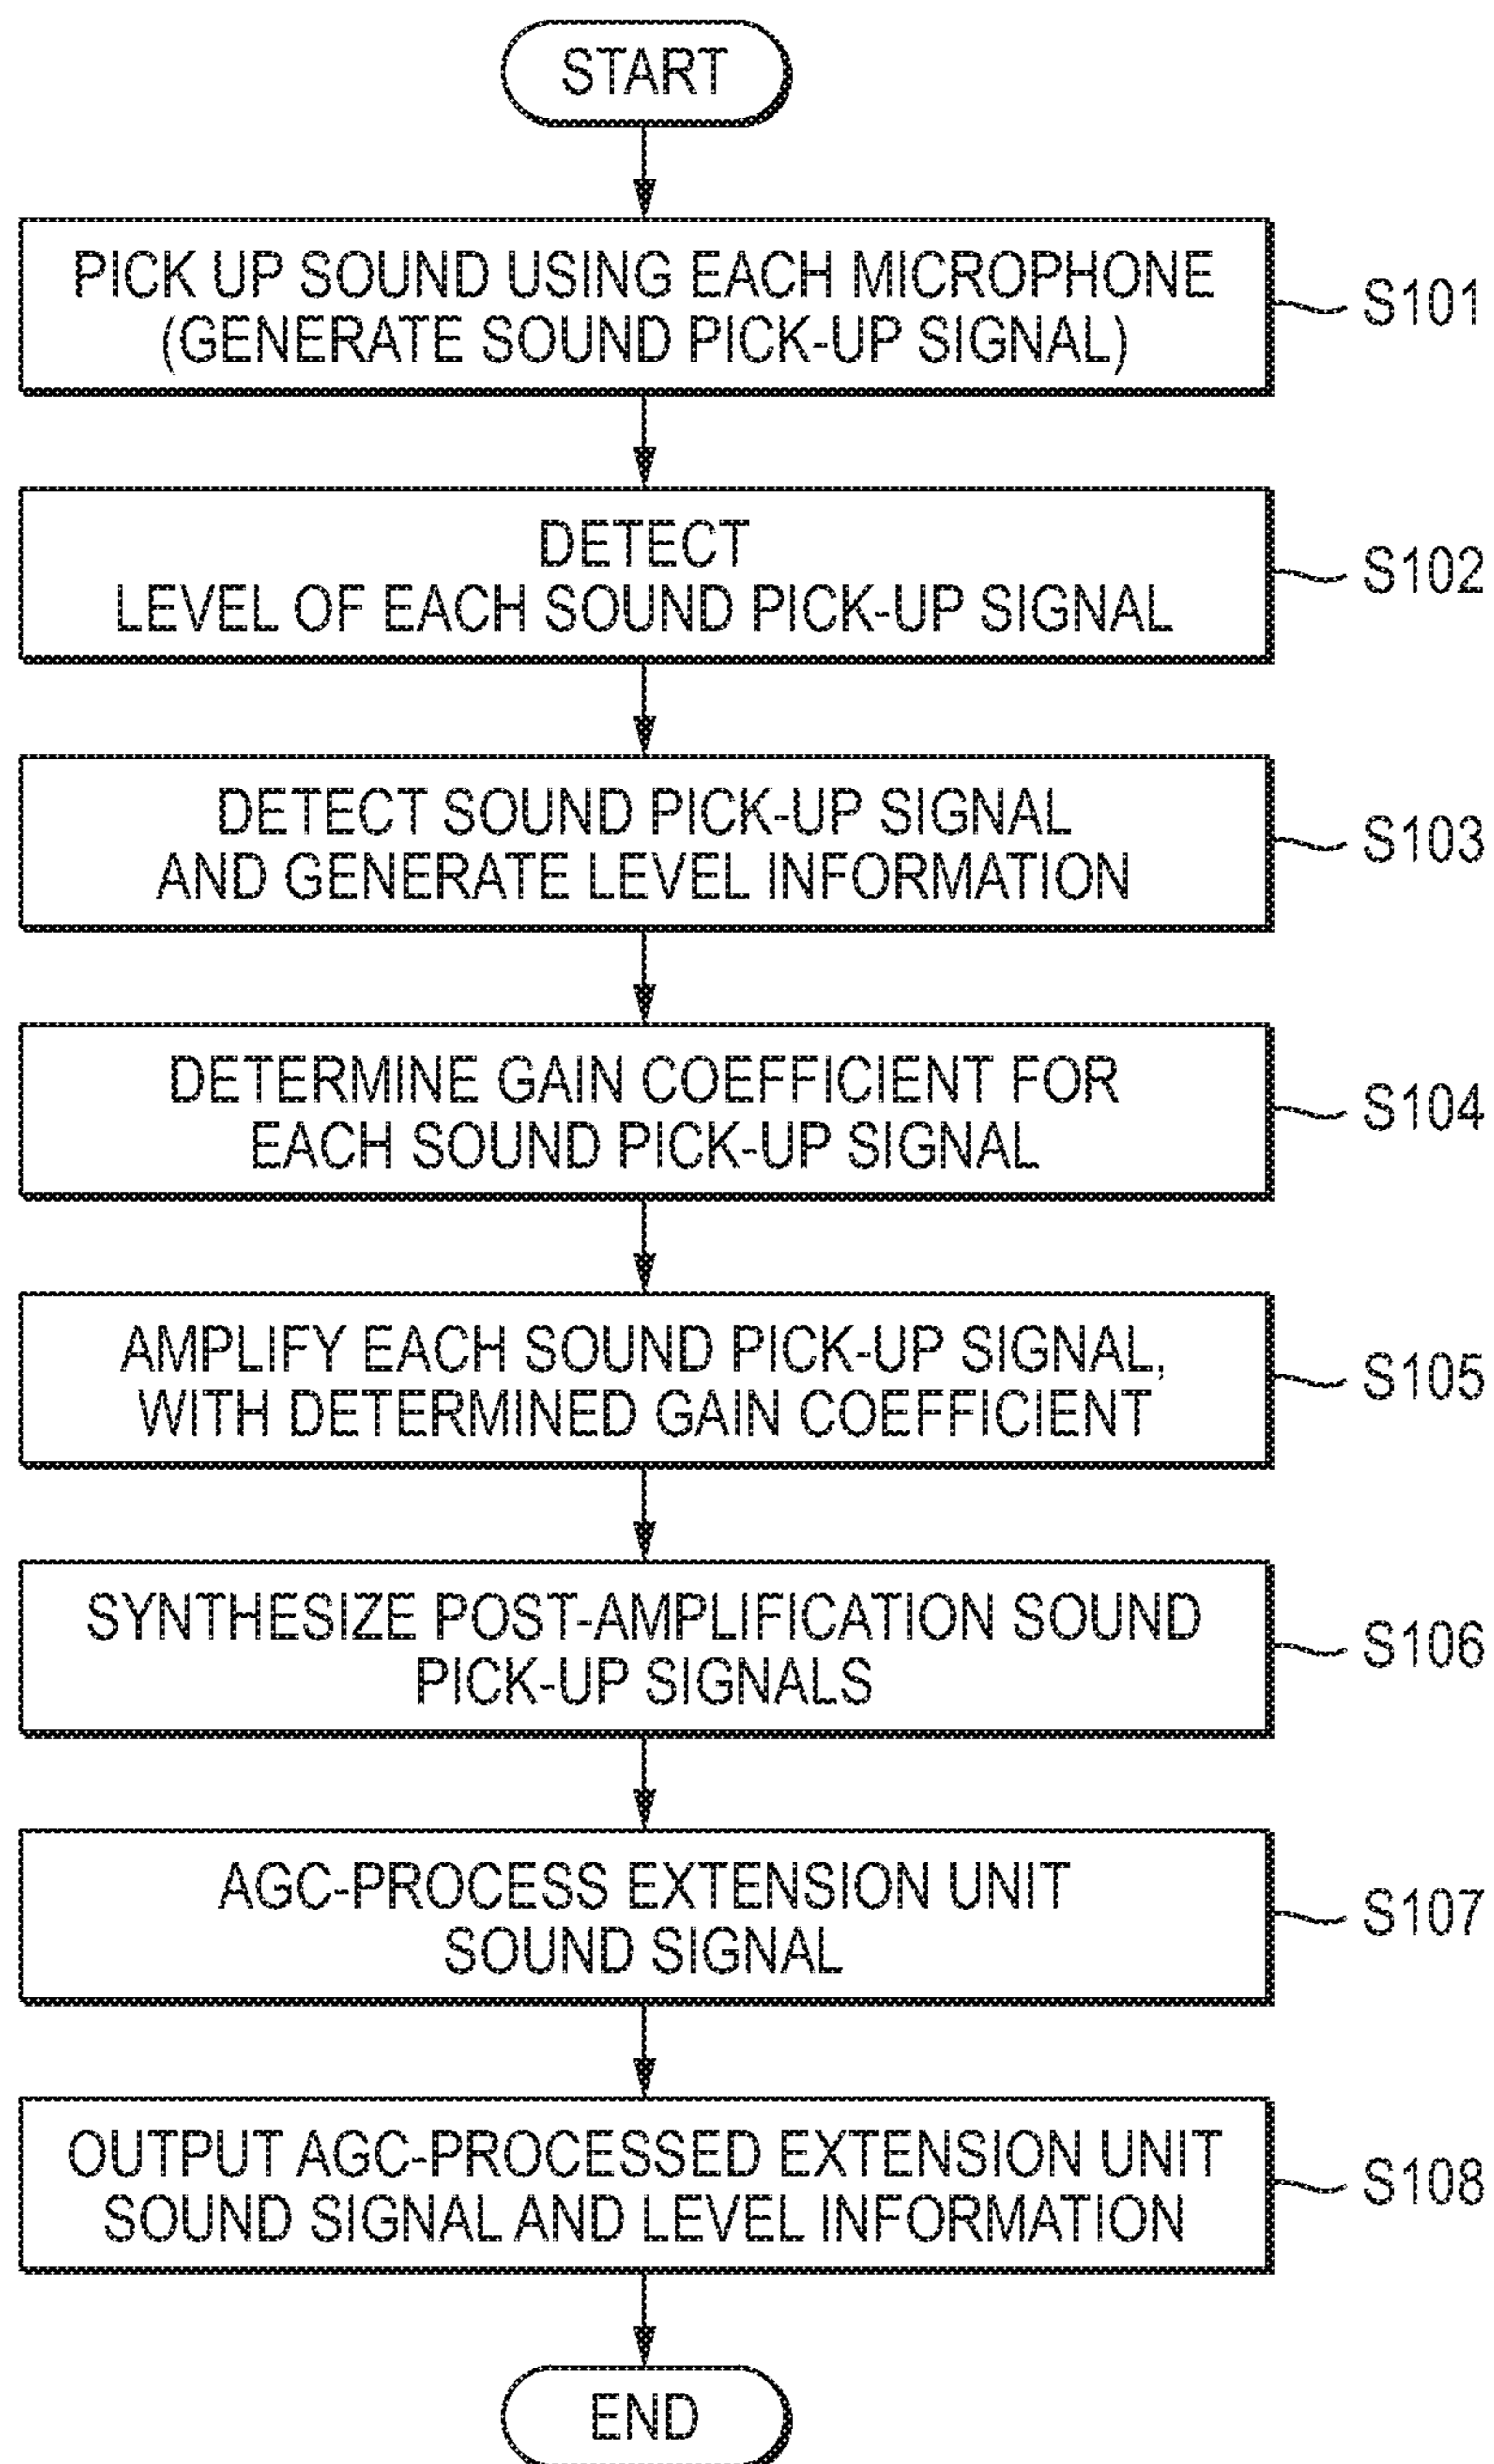 START
PICK UP SOUND USING EACH MICROPHONE
(GENERATE SOUND PICK-UP SIGNAL)
S101
DETECT
LEVEL OF EACH SOUND PICK-UP SIGNAL
S102
DETECT SOUND PICK-UP SIGNAL
AND GENERATE LEVEL INFORMATION
S103
DETERMINE GAIN COEFFICIENT FOR
EACH SOUND PICK-UP SIGNAL
S104
AMPLIFY EACH SOUND PICK-UP SIGNAL,
WITH DETERMINED GAIN COEFFICIENT
S105
SYNTHESIZE POST-AMPLIFICATION SOUND
PICK-UP SIGNALS
S106
AGC-PROCESS EXTENSION UNIT
SOUND SIGNAL
S107
OUTPUT AGC-PROCESSED EXTENSION UNIT
SOUND SIGNAL AND LEVEL INFORMATION
S108
END